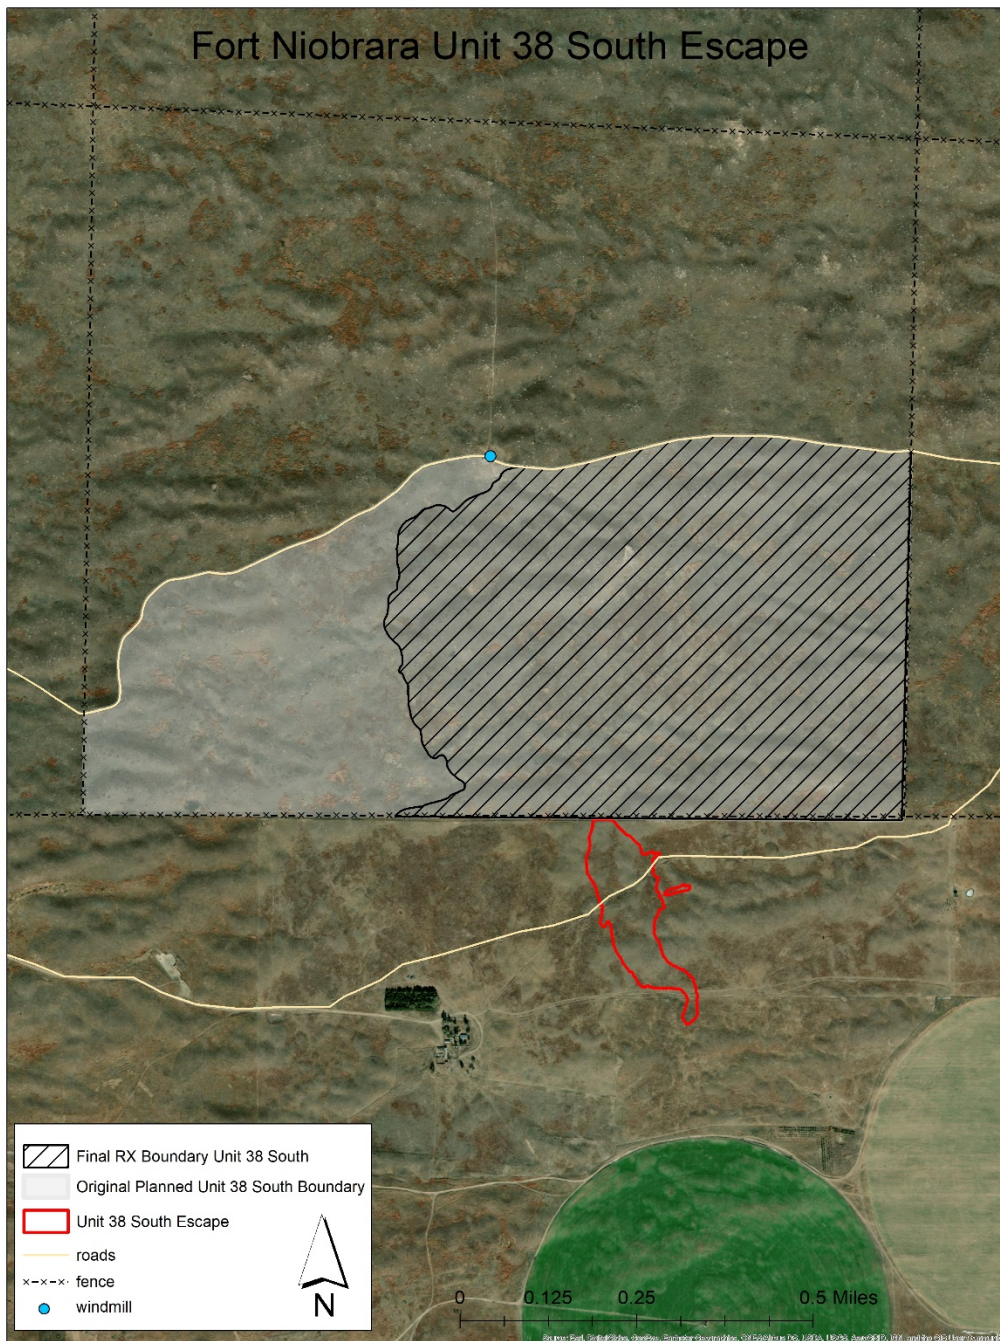 Fort Niobrara Unit 38 South Escape
Final RX Boundary Unit 38 South
Original Planned Unit 38 South Boundary
Unit 38 South Escape
roads
fence
windmill
N
0 0.125 0.25 0.5 Miles